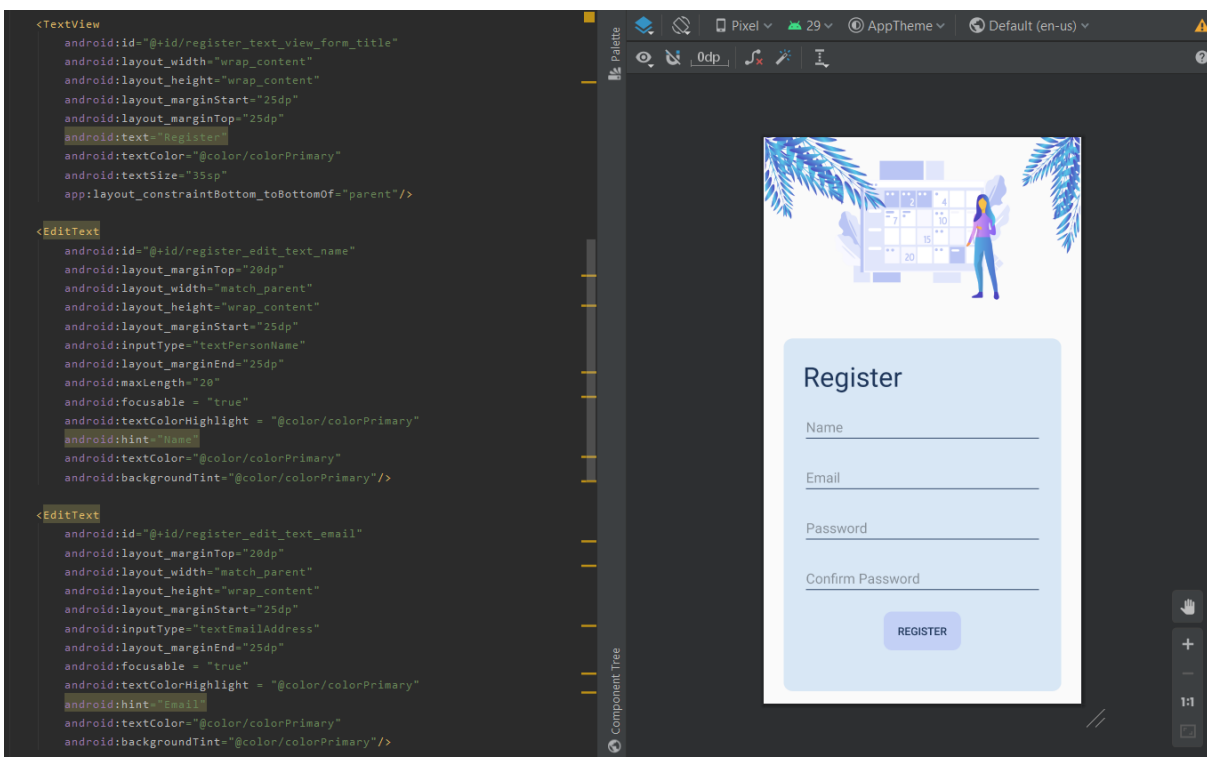 <TextView
android:id="@+id/register_text_view_form_title"
android:layout_width="wrap_content"
android:layout_height="wrap_content"
android:layout_marginStart="25dp"
android:layout_marginTop="25dp"
android:text="Register"
android:textColor="@color/colorPrimary"
android:textSize="35sp"
app:layout_constraintBottom_toBottomOf="parent"/>
<EditText
android:id="@+id/register_edit_text_name"
android:layout_marginTop="20dp"
android:layout_width="match_parent"
android:layout_height="wrap_content"
android:layout_marginStart="25dp"
android:inputType="textPersonName"
android:layout_marginEnd="25dp"
android:maxLength="20"
android:focusable = "true"
android:textColorHighlight = "@color/colorPrimary"
android:hint="Name"
android:textColor="@color/colorPrimary"
android:backgroundTint="@color/colorPrimary"/>
<EditText
android:id="@+id/register_edit_text_email"
android:layout_marginTop="20dp"
android:layout_width="match_parent"
android:layout_height="wrap_content"
android:layout_marginStart="25dp"
android:inputType="textEmailAddress"
android:layout_marginEnd="25dp"
android:focusable = "true"
android:textColorHighlight = "@color/colorPrimary"
android:hint="Email"
android:textColor="@color/colorPrimary"
android:backgroundTint="@color/colorPrimary"/>
Palette
Component Tree
Pixel 29 AppTheme Default (en-us)
0dp
2 4
7 10
15
20
Register
Name
Email
Password
Confirm Password
REGISTER
1:1